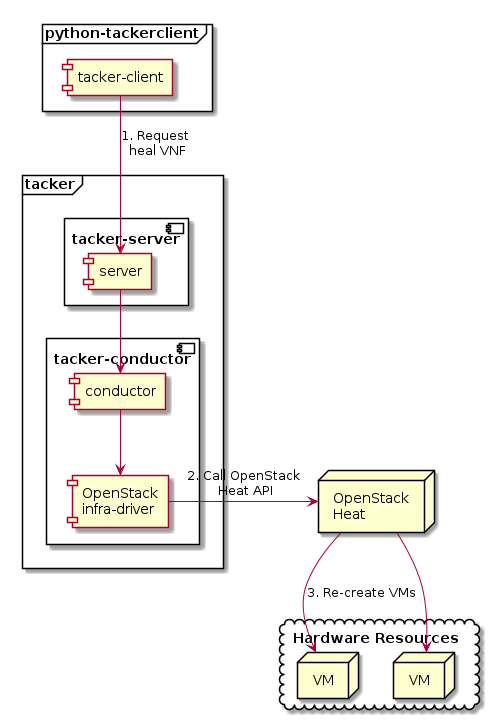 python-tackerclient
tacker-client
1. Request
heal VNF
tacker
tacker-server
server
tacker-conductor
conductor
OpenStack
infra-driver
2. Call OpenStack
Heat API
OpenStack
Heat
3. Re-create VMs
Hardware Resources
VM
VM